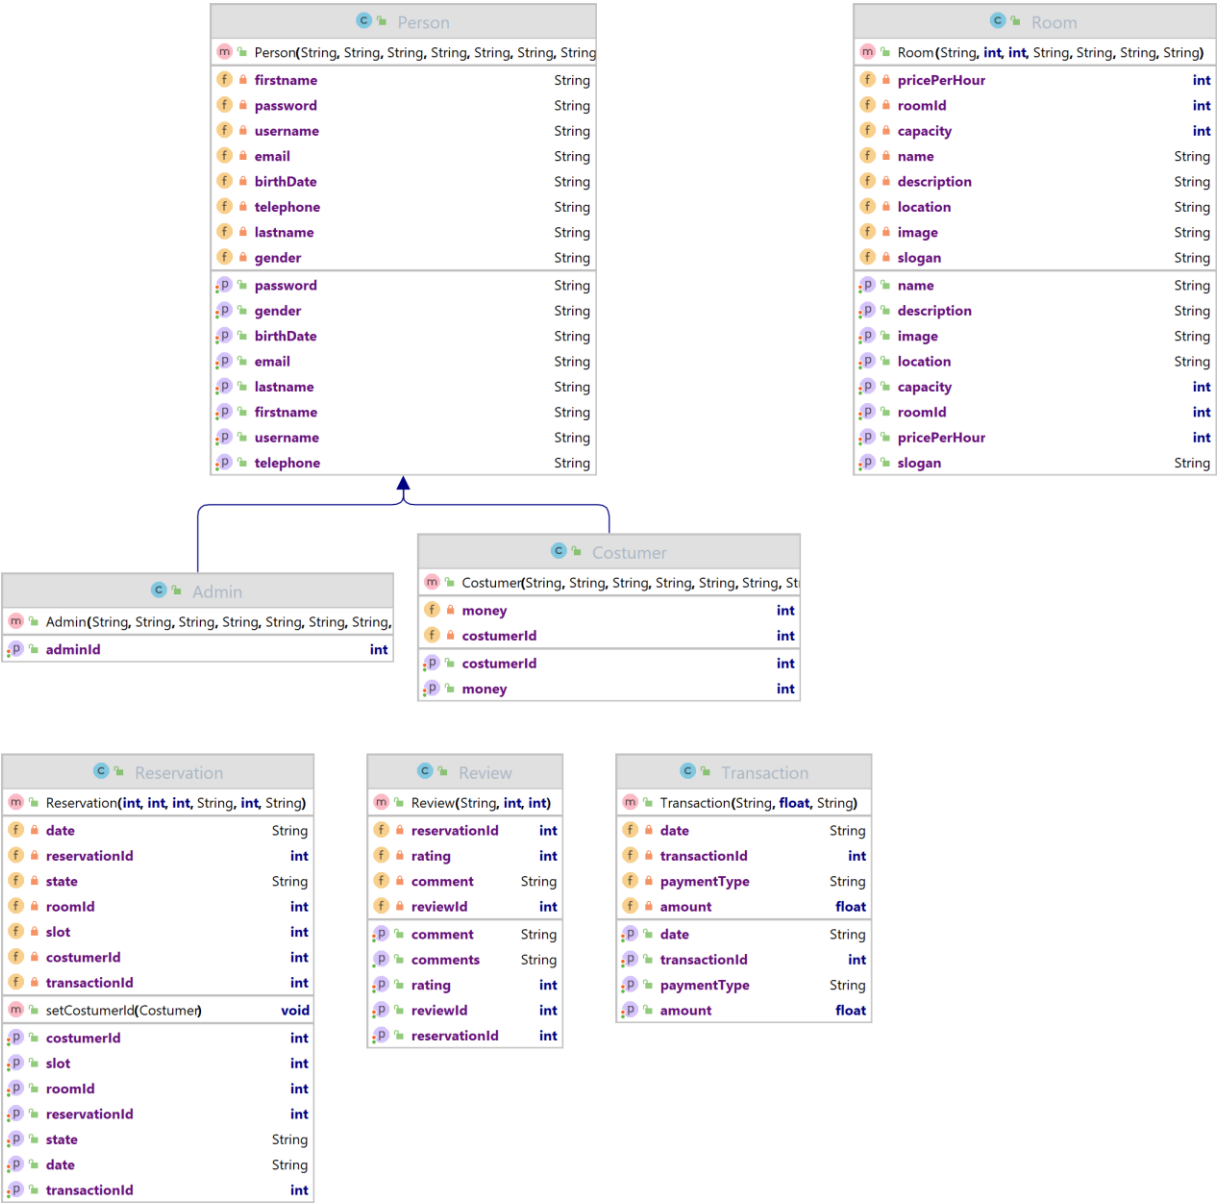 Person
Person(String, String, String, String, String, String, String
firstname String
password String
username String
email String
birthDate String
telephone String
lastname String
gender String
password String
gender String
birthDate String
email String
lastname String
firstname String
username String
telephone String
Room
Room(String, int, int, String, String, String, String)
pricePerHour int
roomId int
capacity int
name String
description String
location String
image String
slogan String
name String
description String
image String
location String
capacity int
roomId int
pricePerHour int
slogan String
Admin
Admin(String, String, String, String, String, String, String,
adminId int
Costumer
Costumer(String, String, String, String, String, String, St
money int
costumerId int
costumerId int
money int
Reservation
Reservation(int, int, int, String, int, String)
date String
reservationId int
state String
roomId int
slot int
costumerId int
transactionId int
setCostumerId(Costumer) void
costumerId int
slot int
roomId int
reservationId int
state String
date String
transactionId int
Review
Review(String, int, int)
reservationId int
rating int
comment String
reviewId int
comment String
comments String
rating int
reviewId int
reservationId int
Transaction
Transaction(String, float, String)
date String
transactionId int
paymentType String
amount float
date String
transactionId int
paymentType String
amount float